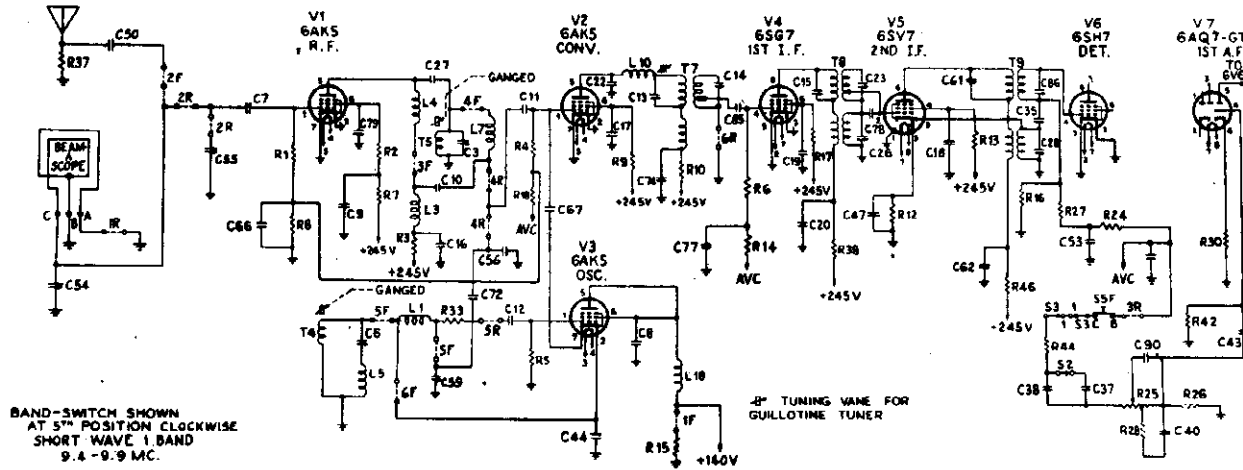 V1
6AK5
R.F.
V2
6AK5
CONV.
V4
6SG7
1ST I.F.
V5
6SV7
2ND I.F.
V6
6SH7
DET.
V7
6AQ7-GT
1ST A.F.
TO
6V6
C50
R37
2F
2R
C7
2R
C55
BEAM-
SCOPE
C
B
A
1R
C54
R1
C66
R8
C79
R2
R7
C9
+245V
C27
GANGED
L4
4F
T5
C3
L7
3F
C10
4R
L3
4R
R3
C16
C56
+245V
C11
R4
R18
AVC
C67
C22
L10
C13
C17
R9
+245V
C74
R10
+245V
T7
C14
C85
6R
R6
C77
R14
AVC
C15
C19
R17
+245V
C20
R38
+245V
T8
C23
C78
C26
C47
R12
C61
C18
R13
+245V
C62
R46
+245V
T9
C86
C35
C28
R16
R27
R24
C53
AVC
R30
R42
C43
V3
6AK5
OSC.
GANGED
T4
5F
C6
L5
L1
R33
C72
5R
C12
5F
C59
6F
R5
C8
L18
C44
1F
R15
+140V
S3
1
1
S3C
S5F
B
3R
R44
S2
C38
C37
C90
R25
R26
R28
C40
TUNING VANE FOR
GUILLOTINE TUNER
BAND-SWITCH SHOWN
AT 5TH POSITION CLOCKWISE
SHORT WAVE 1 BAND
9.4 - 9.9 MC.